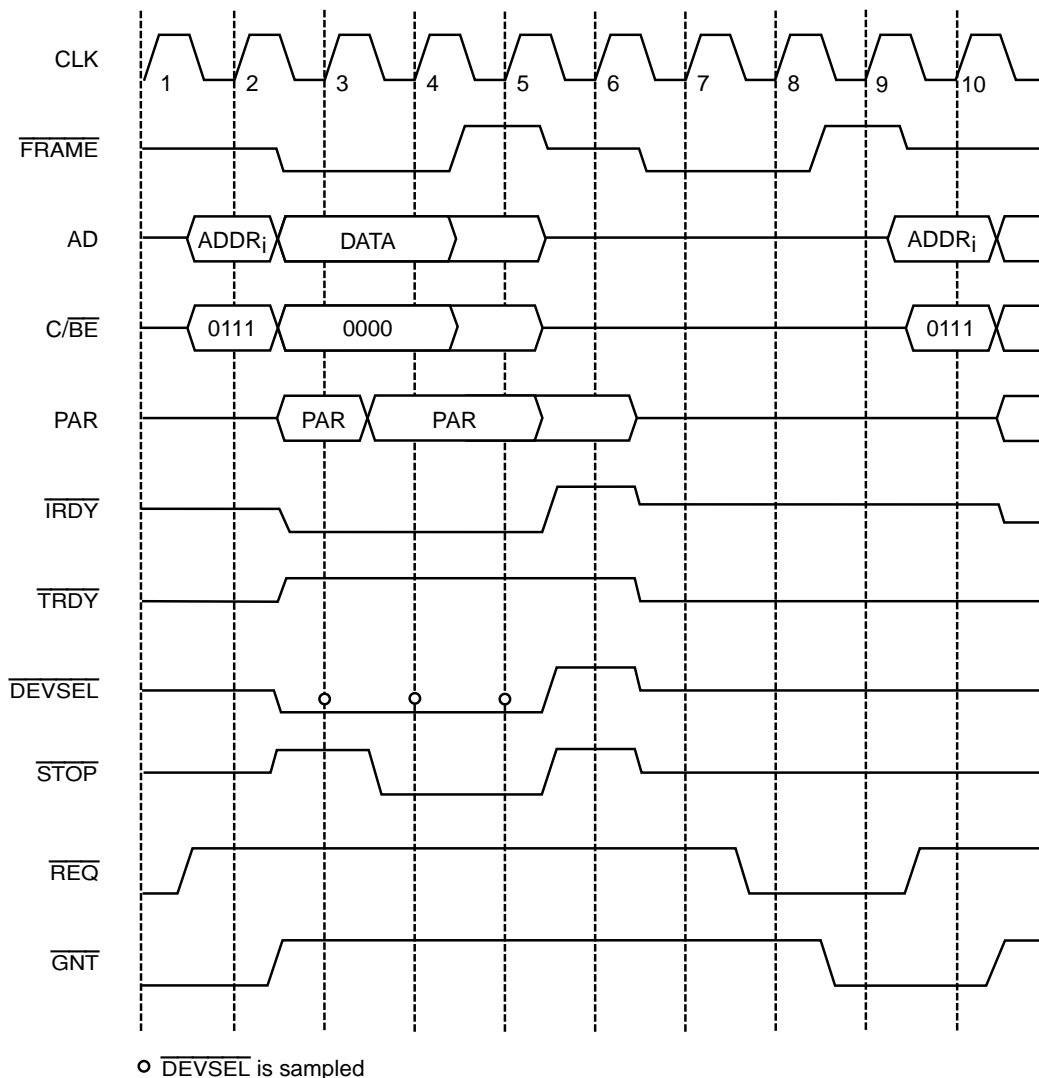 CLK
1 2 3 4 5 6 7 8 9 10
FRAME
AD
ADDRi DATA ADDRi
C/BE
0111 0000 0111
PAR
PAR PAR
IRDY
TRDY
DEVSEL
STOP
REQ
GNT
DEVSEL is sampled